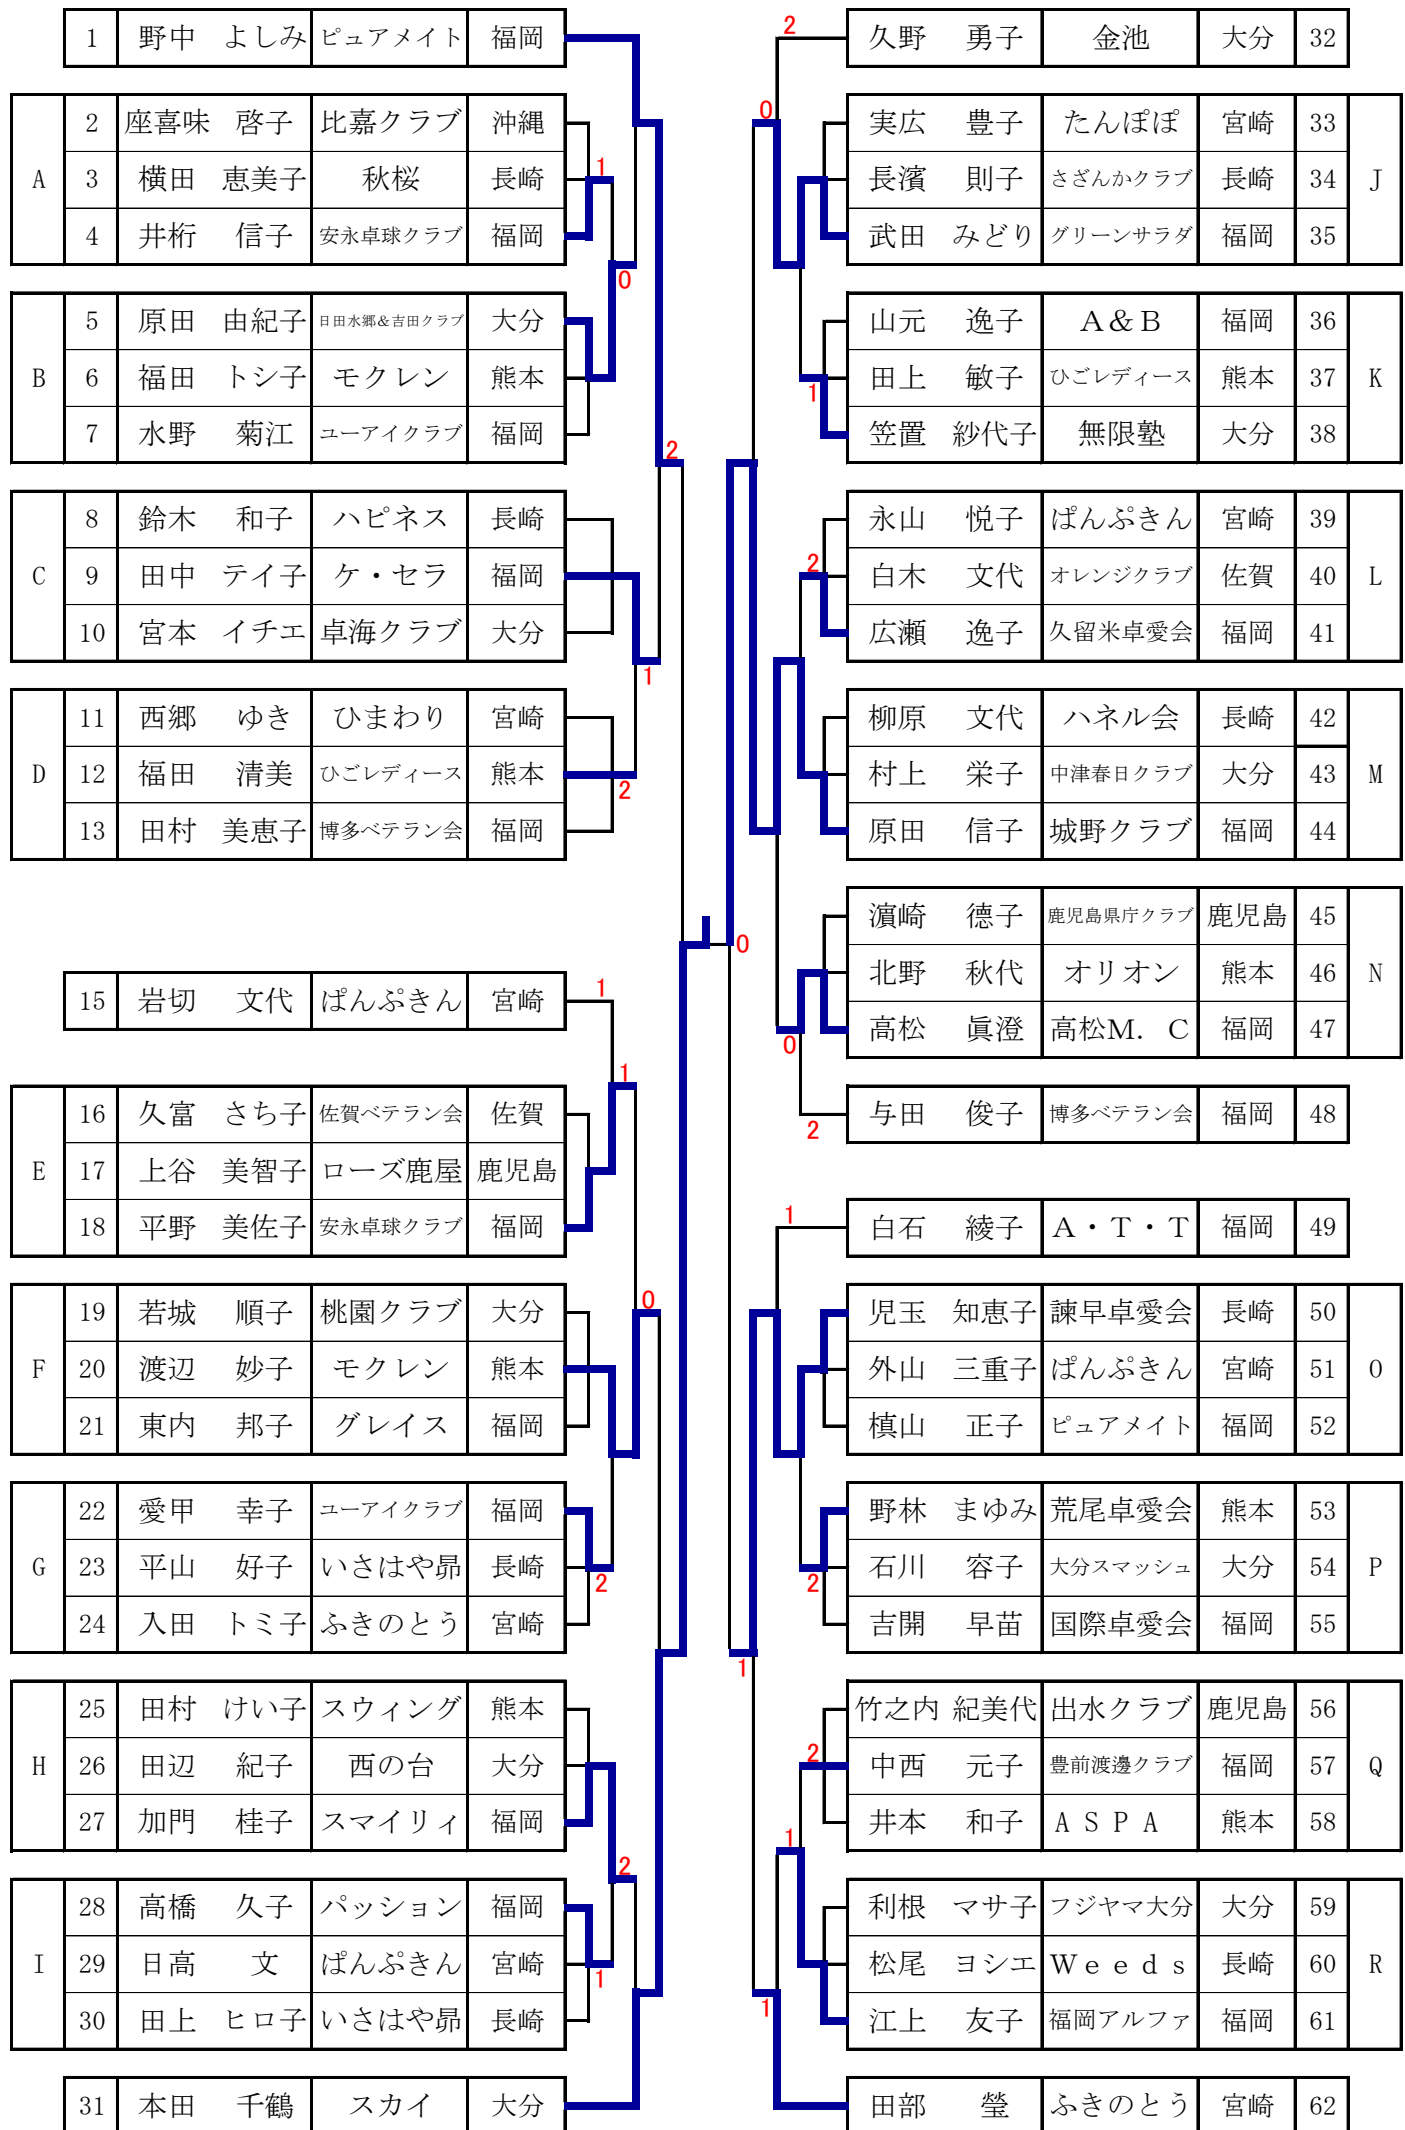 1 野中 よしみ ピュアメイト 福岡
A
2 座喜味 啓子 比嘉クラブ 沖縄
3 横田 恵美子 秋桜 長崎
4 井桁 信子 安永卓球クラブ 福岡
1
0
B
5 原田 由紀子 日田水郷&吉田クラブ 大分
6 福田 トシ子 モクレン 熊本
7 水野 菊江 ユーアイクラブ 福岡
2
C
8 鈴木 和子 ハピネス 長崎
9 田中 テイ子 ケ・セラ 福岡
10 宮本 イチエ 卓海クラブ 大分
1
D
11 西郷 ゆき ひまわり 宮崎
12 福田 清美 ひごレディース 熊本
13 田村 美恵子 博多ベテラン会 福岡
2
15 岩切 文代 ぱんぷきん 宮崎
1
1
E
16 久富 さち子 佐賀ベテラン会 佐賀
17 上谷 美智子 ローズ鹿屋 鹿児島
18 平野 美佐子 安永卓球クラブ 福岡
F
19 若城 順子 桃園クラブ 大分
20 渡辺 妙子 モクレン 熊本
21 東内 邦子 グレイス 福岡
0
G
22 愛甲 幸子 ユーアイクラブ 福岡
23 平山 好子 いさはや昴 長崎
24 入田 トミ子 ふきのとう 宮崎
2
H
25 田村 けい子 スウィング 熊本
26 田辺 紀子 西の台 大分
27 加門 桂子 スマイリィ 福岡
2
I
28 高橋 久子 パッション 福岡
29 日高 文 ぱんぷきん 宮崎
30 田上 ヒロ子 いさはや昴 長崎
1
31 本田 千鶴 スカイ 大分
0
2
久野 勇子 金池 大分 32
0
実広 豊子 たんぽぽ 宮崎 33
長濱 則子 さざんかクラブ 長崎 34
武田 みどり グリーンサラダ 福岡 35
J
山元 逸子 A&B 福岡 36
田上 敏子 ひごレディース 熊本 37
笠置 紗代子 無限塾 大分 38
K
1
永山 悦子 ぱんぷきん 宮崎 39
白木 文代 オレンジクラブ 佐賀 40
広瀬 逸子 久留米卓愛会 福岡 41
L
2
柳原 文代 ハネル会 長崎 42
村上 栄子 中津春日クラブ 大分 43
原田 信子 城野クラブ 福岡 44
M
濵崎 德子 鹿児島県庁クラブ 鹿児島 45
北野 秋代 オリオン 熊本 46
高松 眞澄 高松M. C 福岡 47
N
0
与田 俊子 博多ベテラン会 福岡 48
2
白石 綾子 A・T・T 福岡 49
1
児玉 知恵子 諫早卓愛会 長崎 50
外山 三重子 ぱんぷきん 宮崎 51
槙山 正子 ピュアメイト 福岡 52
O
野林 まゆみ 荒尾卓愛会 熊本 53
石川 容子 大分スマッシュ 大分 54
吉開 早苗 国際卓愛会 福岡 55
P
2
1
竹之内 紀美代 出水クラブ 鹿児島 56
中西 元子 豊前渡邊クラブ 福岡 57
井本 和子 ASPA 熊本 58
Q
2
1
利根 マサ子 フジヤマ大分 大分 59
松尾 ヨシエ Weeds 長崎 60
江上 友子 福岡アルファ 福岡 61
R
1
田部 瑩 ふきのとう 宮崎 62